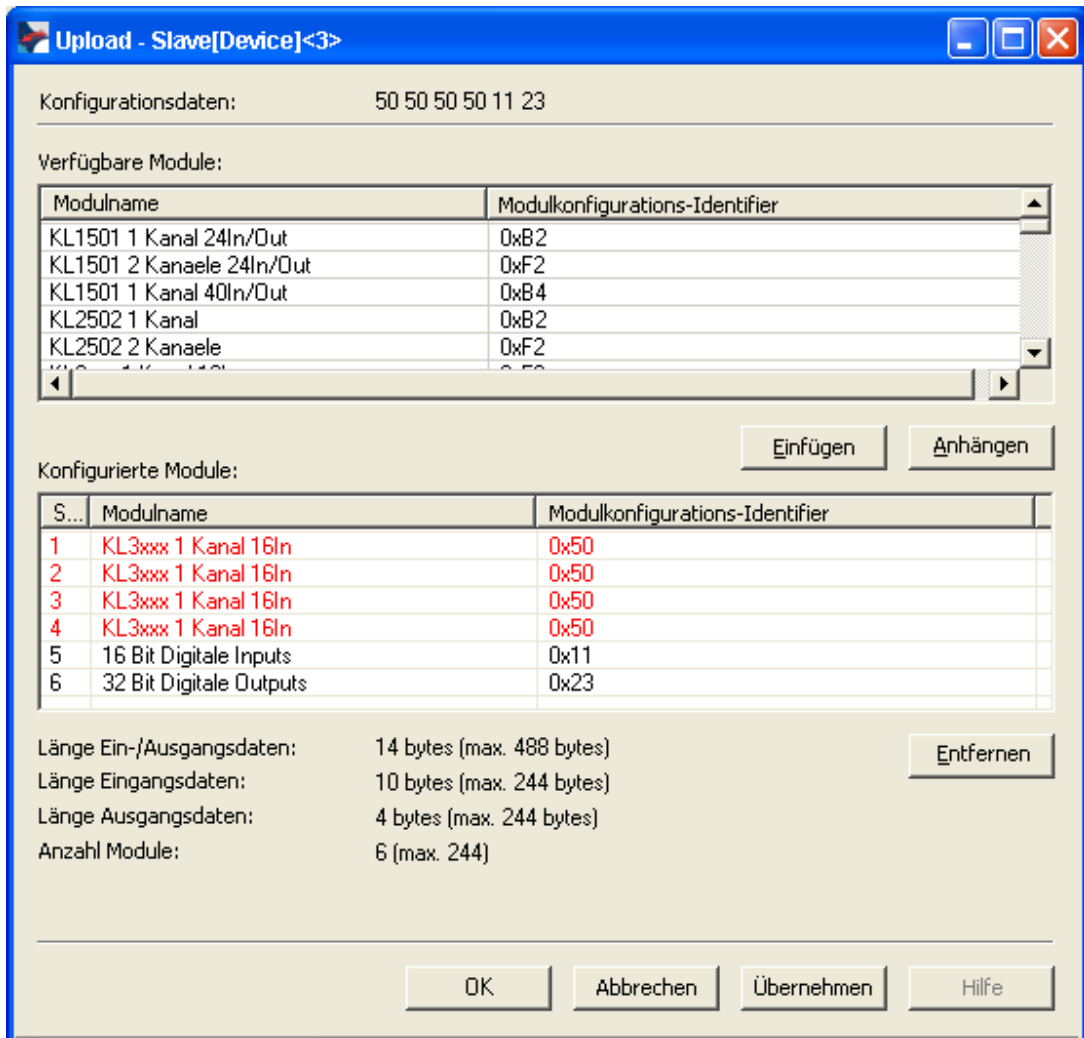 Upload - Slave[Device]<3>
Konfigurationsdaten: 50 50 50 50 11 23
Verfügbare Module:
Modulname Modulkonfigurations-Identifier
KL1501 1 Kanal 24In/Out 0xB2
KL1501 2 Kanaele 24In/Out 0xF2
KL1501 1 Kanal 40In/Out 0xB4
KL2502 1 Kanal 0xB2
KL2502 2 Kanaele 0xF2
Einfügen Anhängen
Konfigurierte Module:
S... Modulname Modulkonfigurations-Identifier
1 KL3xxx 1 Kanal 16In 0x50
2 KL3xxx 1 Kanal 16In 0x50
3 KL3xxx 1 Kanal 16In 0x50
4 KL3xxx 1 Kanal 16In 0x50
5 16 Bit Digitale Inputs 0x11
6 32 Bit Digitale Outputs 0x23
Länge Ein-/Ausgangsdaten: 14 bytes (max. 488 bytes) Entfernen
Länge Eingangsdaten: 10 bytes (max. 244 bytes)
Länge Ausgangsdaten: 4 bytes (max. 244 bytes)
Anzahl Module: 6 (max. 244)
OK Abbrechen Übernehmen Hilfe